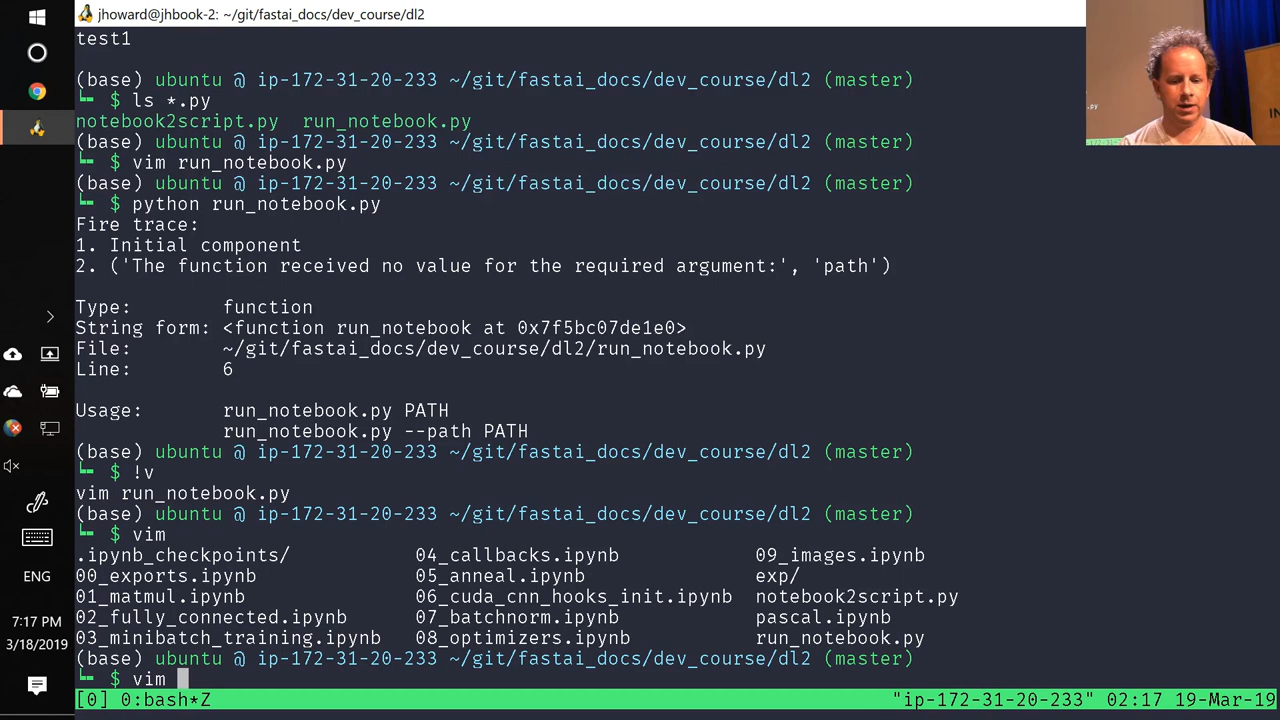 jhoward@jhbook-2: ~/git/fastai_docs/dev_course/dl2
test1
(base) ubuntu @ ip-172-31-20-233 ~/git/fastai_docs/dev_course/dl2 (master)
$ ls *.py
notebook2script.py run_notebook.py
(base) ubuntu @ ip-172-31-20-233 ~/git/fastai_docs/dev_course/dl2 (master)
$ vim run_notebook.py
(base) ubuntu @ ip-172-31-20-233 ~/git/fastai_docs/dev_course/dl2 (master)
$ python run_notebook.py
Fire trace:
1. Initial component
2. ('The function received no value for the required argument:', 'path')
Type: function
String form: <function run_notebook at 0x7f5bc07de1e0>
File: ~/git/fastai_docs/dev_course/dl2/run_notebook.py
Line: 6
Usage: run_notebook.py PATH
run_notebook.py --path PATH
(base) ubuntu @ ip-172-31-20-233 ~/git/fastai_docs/dev_course/dl2 (master)
$ !v
vim run_notebook.py
(base) ubuntu @ ip-172-31-20-233 ~/git/fastai_docs/dev_course/dl2 (master)
$ vim
.ipynb_checkpoints/ 04_callbacks.ipynb 09_images.ipynb
00_exports.ipynb 05_anneal.ipynb exp/
01_matmul.ipynb 06_cuda_cnn_hooks_init.ipynb notebook2script.py
02_fully_connected.ipynb 07_batchnorm.ipynb pascal.ipynb
03_minibatch_training.ipynb 08_optimizers.ipynb run_notebook.py
(base) ubuntu @ ip-172-31-20-233 ~/git/fastai_docs/dev_course/dl2 (master)
$ vim
[0] 0:bash*Z "ip-172-31-20-233" 02:17 19-Mar-19
ENG
7:17 PM
3/18/2019
.py
IN